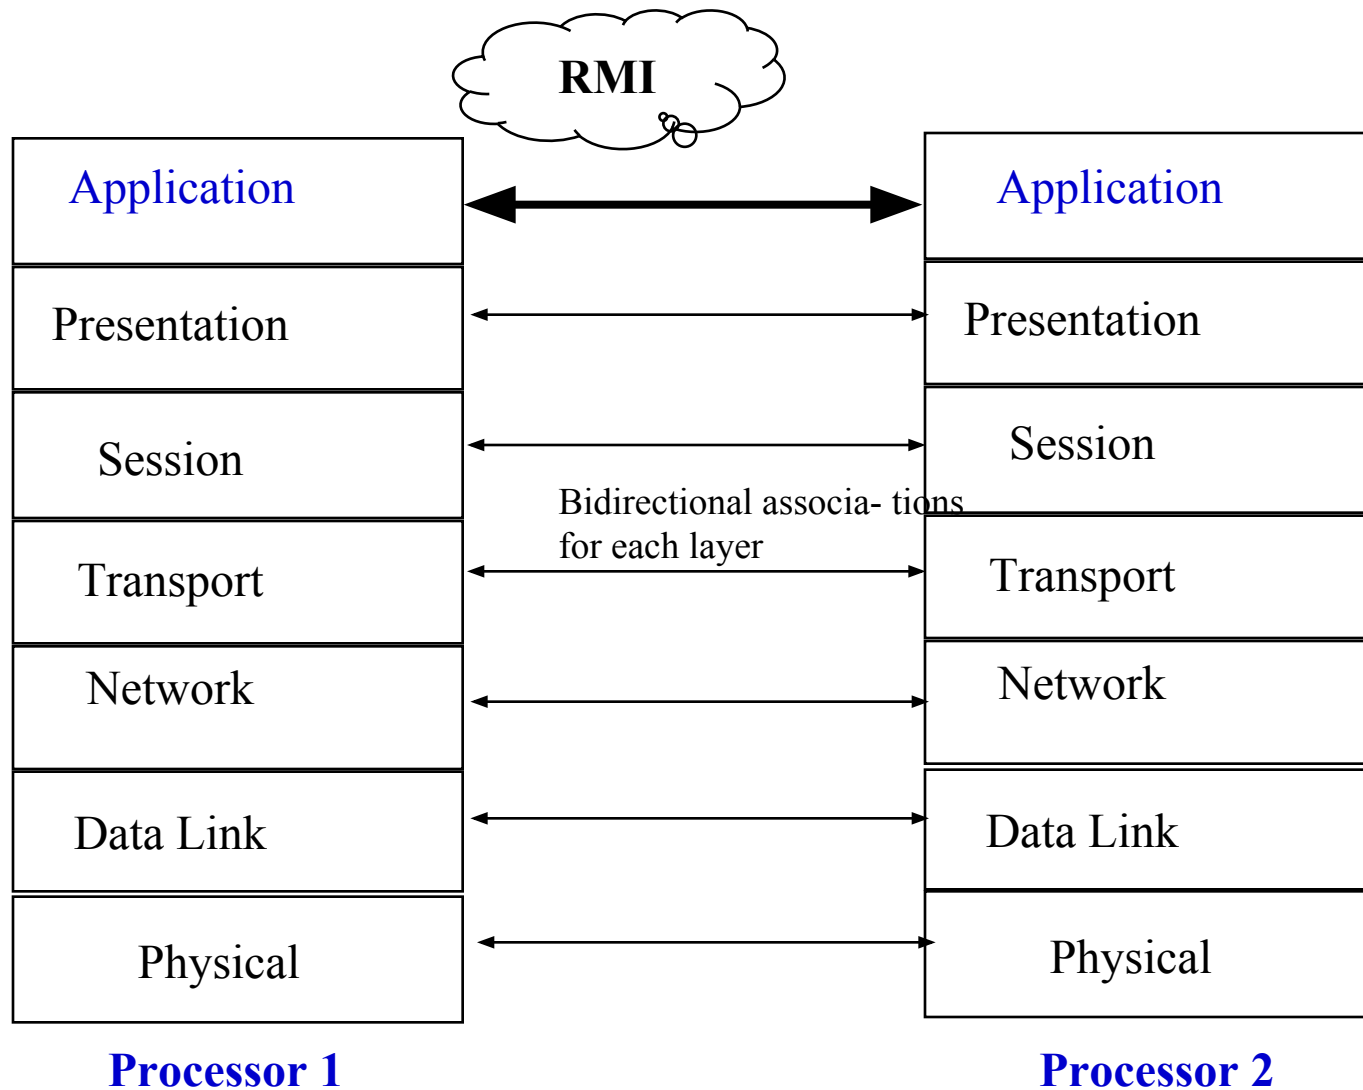 RMI
Application
Application
Presentation
Presentation
Session
Session
Bidirectional associa- tions
for each layer
Transport
Transport
Network
Network
Data Link
Data Link
Physical
Physical
Processor 1
Processor 2